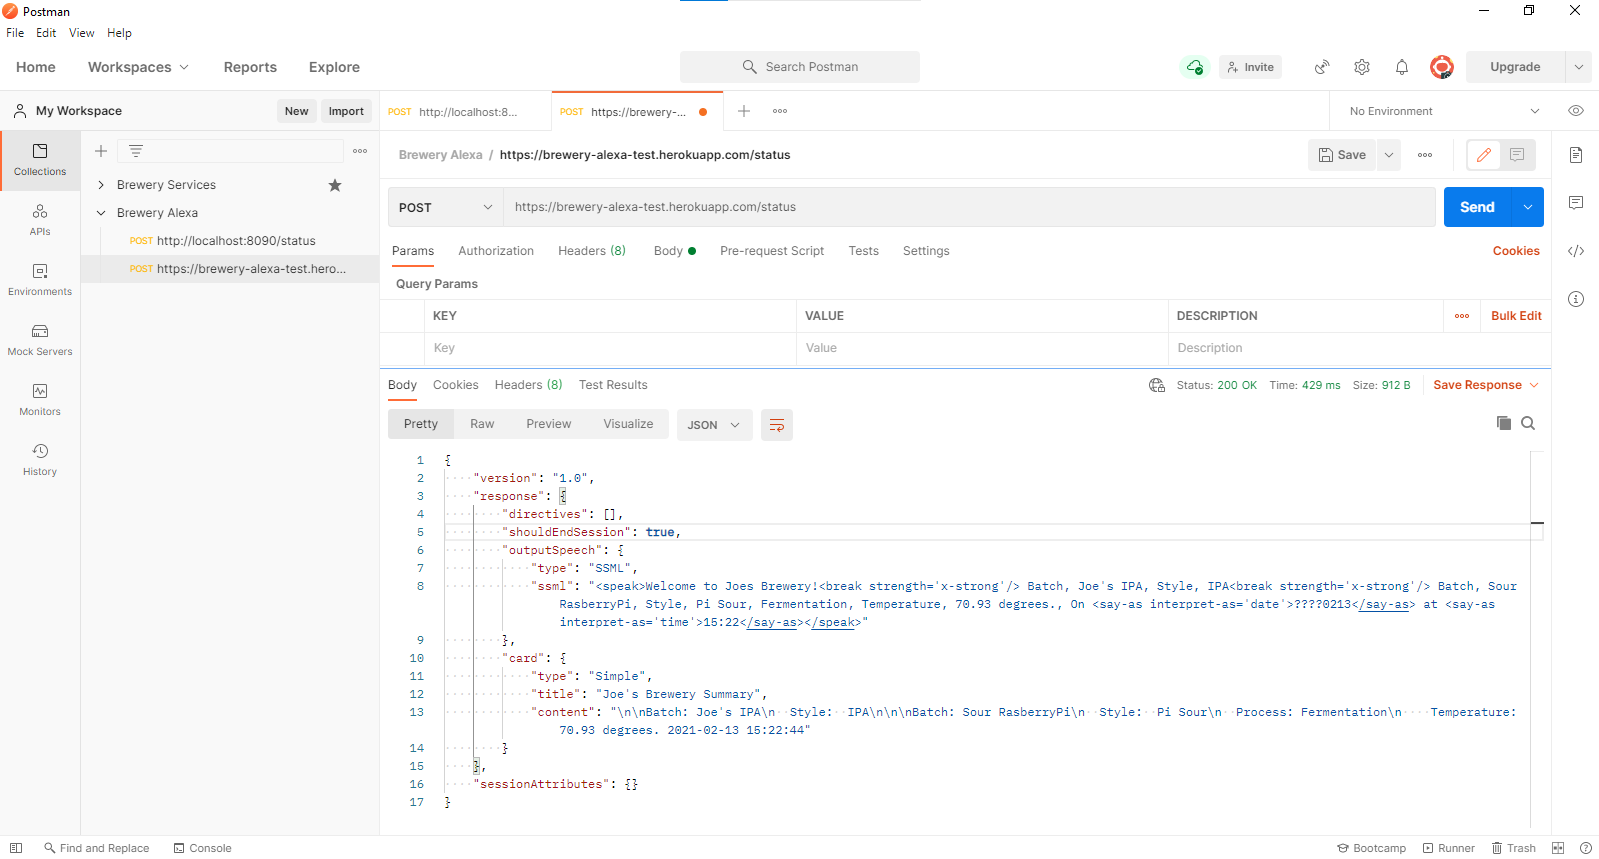 Postman
File Edit View Help
Home Workspaces Reports Explore Search Postman Invite Upgrade
My Workspace New Import POST http://localhost:8... POST https://brewery-... No Environment
Collections
APIs
Environments
Mock Servers
Monitors
History
Brewery Services
Brewery Alexa
POST http://localhost:8090/status
POST https://brewery-alexa-test.hero...
Brewery Alexa / https://brewery-alexa-test.herokuapp.com/status Save
POST https://brewery-alexa-test.herokuapp.com/status Send
Params Authorization Headers (8) Body Pre-request Script Tests Settings Cookies
Query Params
KEY VALUE DESCRIPTION Bulk Edit
Key Value Description
Body Cookies Headers (8) Test Results Status: 200 OK Time: 429 ms Size: 912 B Save Response
Pretty Raw Preview Visualize JSON
1 {
2 "version": "1.0",
3 "response": {
4 "directives": [],
5 "shouldEndSession": true,
6 "outputSpeech": {
7 "type": "SSML",
8 "ssml": "<speak>Welcome to Joes Brewery!<break strength='x-strong'/> Batch, Joe's IPA, Style, IPA<break strength='x-strong'/> Batch, Sour
RasberryPi, Style, Pi Sour, Fermentation, Temperature, 70.93 degrees., On <say-as interpret-as='date'>????0213</say-as> at <say-as
interpret-as='time'>15:22</say-as></speak>"
9 },
10 "card": {
11 "type": "Simple",
12 "title": "Joe's Brewery Summary",
13 "content": "\n\nBatch: Joe's IPA\n  Style:  IPA\n\n\nBatch: Sour RasberryPi\n  Style:  Pi Sour\n  Process: Fermentation\n    Temperature:
70.93 degrees. 2021-02-13 15:22:44"
14 }
15 },
16 "sessionAttributes": {}
17 }
Find and Replace Console Bootcamp Runner Trash